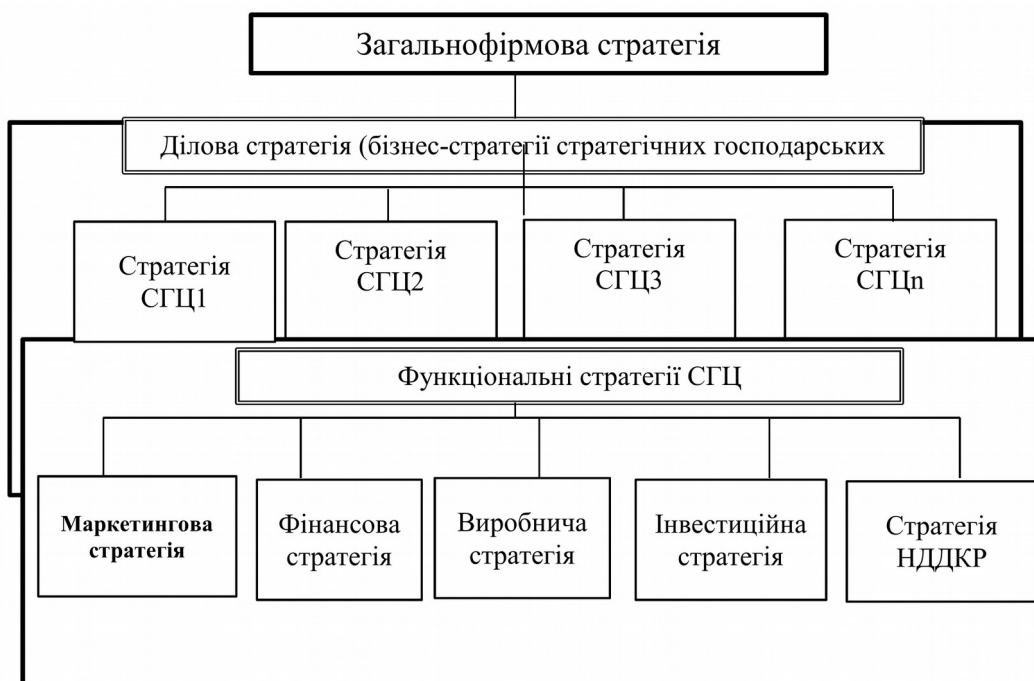 Загальнофірмова стратегія
Ділова стратегія (бізнес-стратегії стратегічних господарських
Стратегія
СГЦ1
Стратегія
СГЦ2
Стратегія
СГЦ3
Стратегія
СГЦn
Функціональні стратегії СГЦ
Маркетингова
стратегія
Фінансова
стратегія
Виробнича
стратегія
Інвестиційна
стратегія
Стратегія
НДДКР